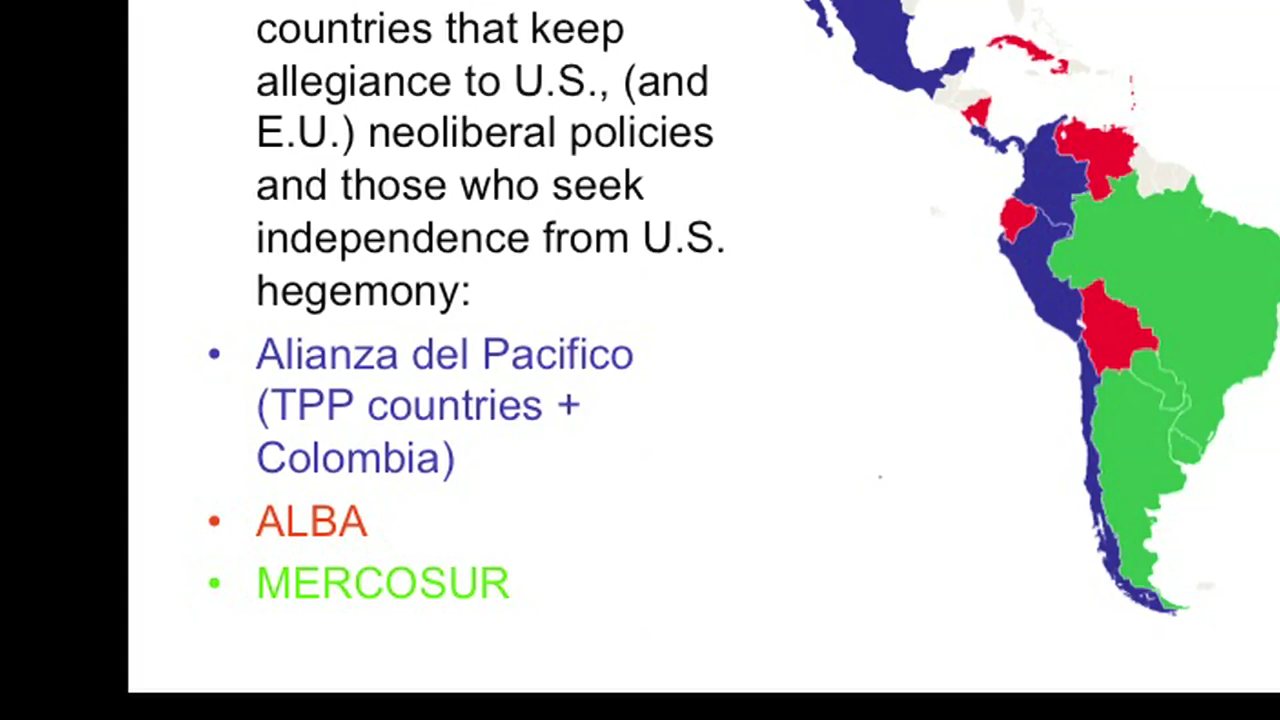 countries that keep
allegiance to U.S., (and
E.U.) neoliberal policies
and those who seek
independence from U.S.
hegemony:
• Alianza del Pacifico
(TPP countries +
Colombia)
• ALBA
• MERCOSUR